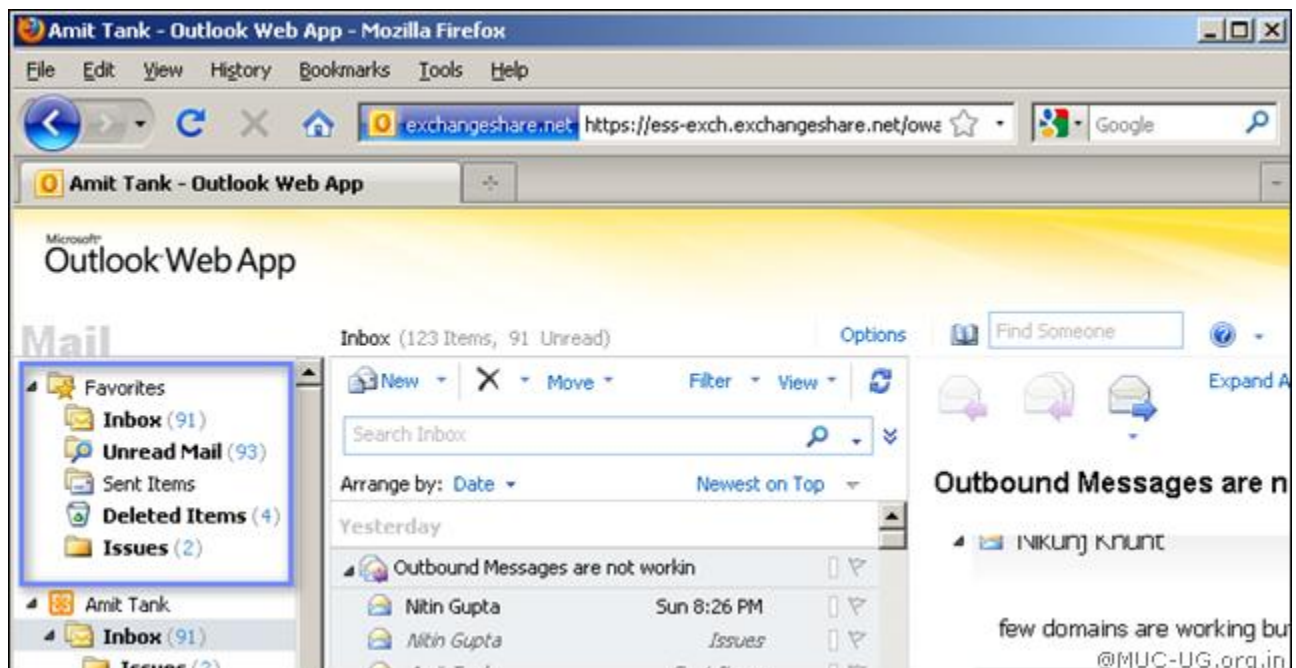 Amit Tank - Outlook Web App - Mozilla Firefox
File Edit View History Bookmarks Tools Help
exchangeshare.net https://ess-exch.exchangeshare.net/owa Google
Amit Tank - Outlook Web App
Microsoft
Outlook Web App
Mail
Inbox (123 Items, 91 Unread) Options Find Someone
Favorites
Inbox (91)
Unread Mail (93)
Sent Items
Deleted Items (4)
Issues (2)
Amit Tank
Inbox (91)
Issues (2)
New Move Filter View
Search Inbox
Arrange by: Date Newest on Top
Yesterday
Outbound Messages are not workin
Nitin Gupta Sun 8:26 PM
Nitin Gupta Issues
Expand A
Outbound Messages are n
Nikunj Khunt
few domains are working but
@MUC-UG.org.in